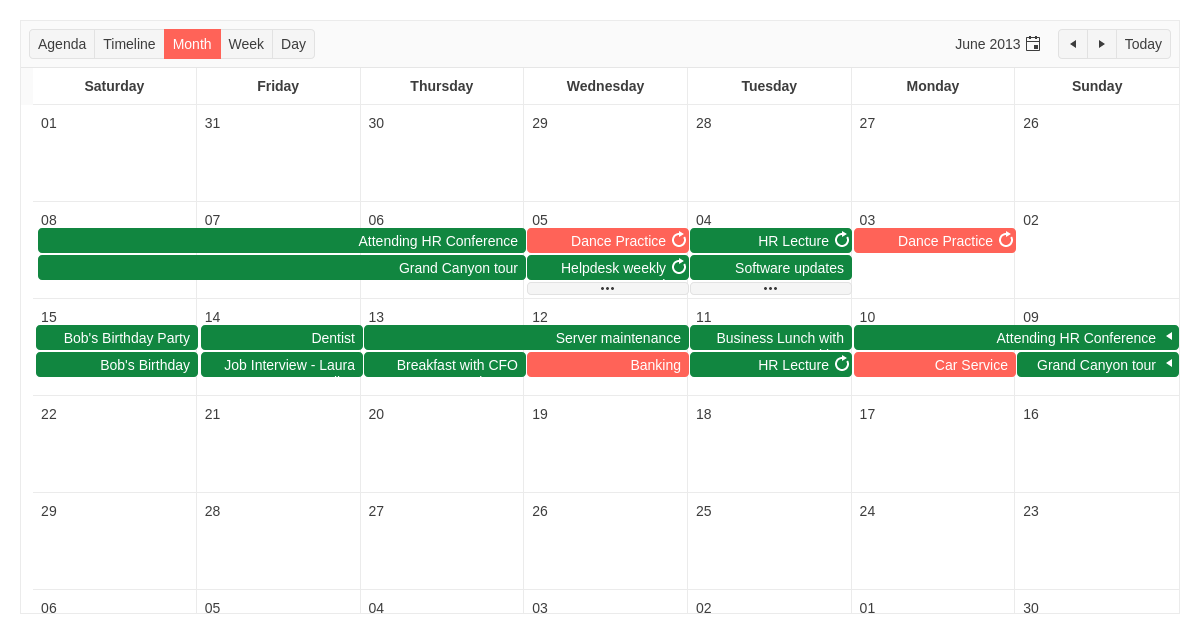 Agenda Timeline Month Week Day June 2013 Today
Saturday Friday Thursday Wednesday Tuesday Monday Sunday
01 31 30 29 28 27 26
08 07 06 05 04 03 02
Attending HR Conference Dance Practice HR Lecture Dance Practice
Grand Canyon tour Helpdesk weekly Software updates
15 14 13 12 11 10 09
Bob's Birthday Party Dentist Server maintenance Business Lunch with Attending HR Conference
Bob's Birthday Job Interview - Laura Breakfast with CFO Banking HR Lecture Car Service Grand Canyon tour
22 21 20 19 18 17 16
29 28 27 26 25 24 23
06 05 04 03 02 01 30